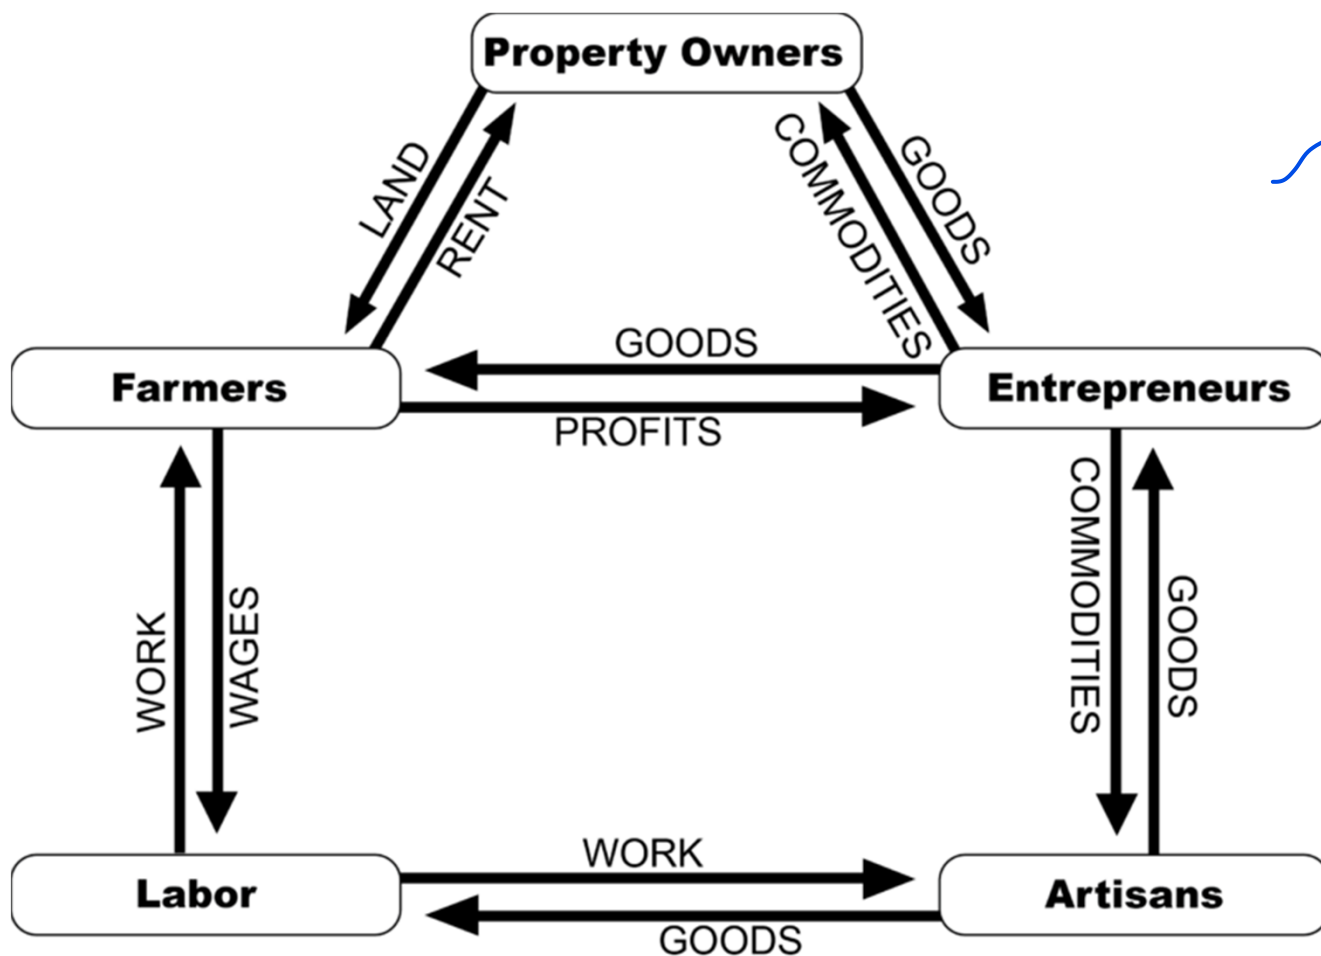 Property Owners
LAND
RENT
COMMODITIES
GOODS
GOODS
Farmers
Entrepreneurs
PROFITS
WORK
WAGES
COMMODITIES
GOODS
WORK
Labor
Artisans
GOODS